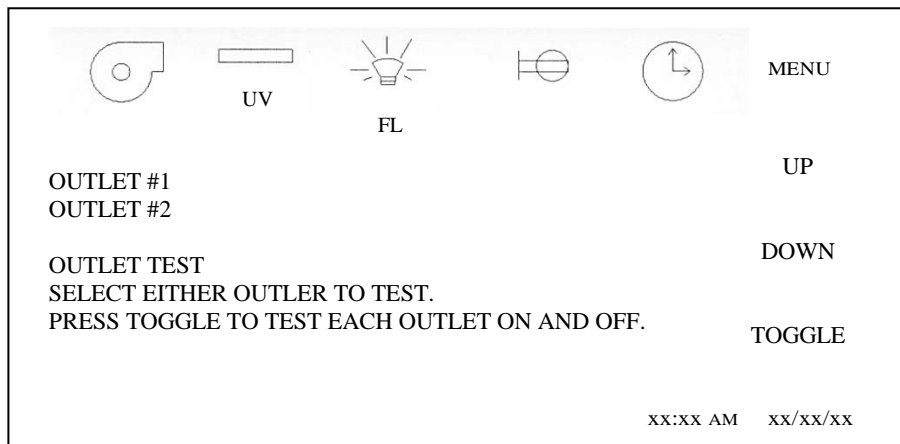 MENU
UV
FL
UP
OUTLET #1
OUTLET #2
DOWN
OUTLET TEST
SELECT EITHER OUTLER TO TEST.
PRESS TOGGLE TO TEST EACH OUTLET ON AND OFF.
TOGGLE
xx:xx AM xx/xx/xx